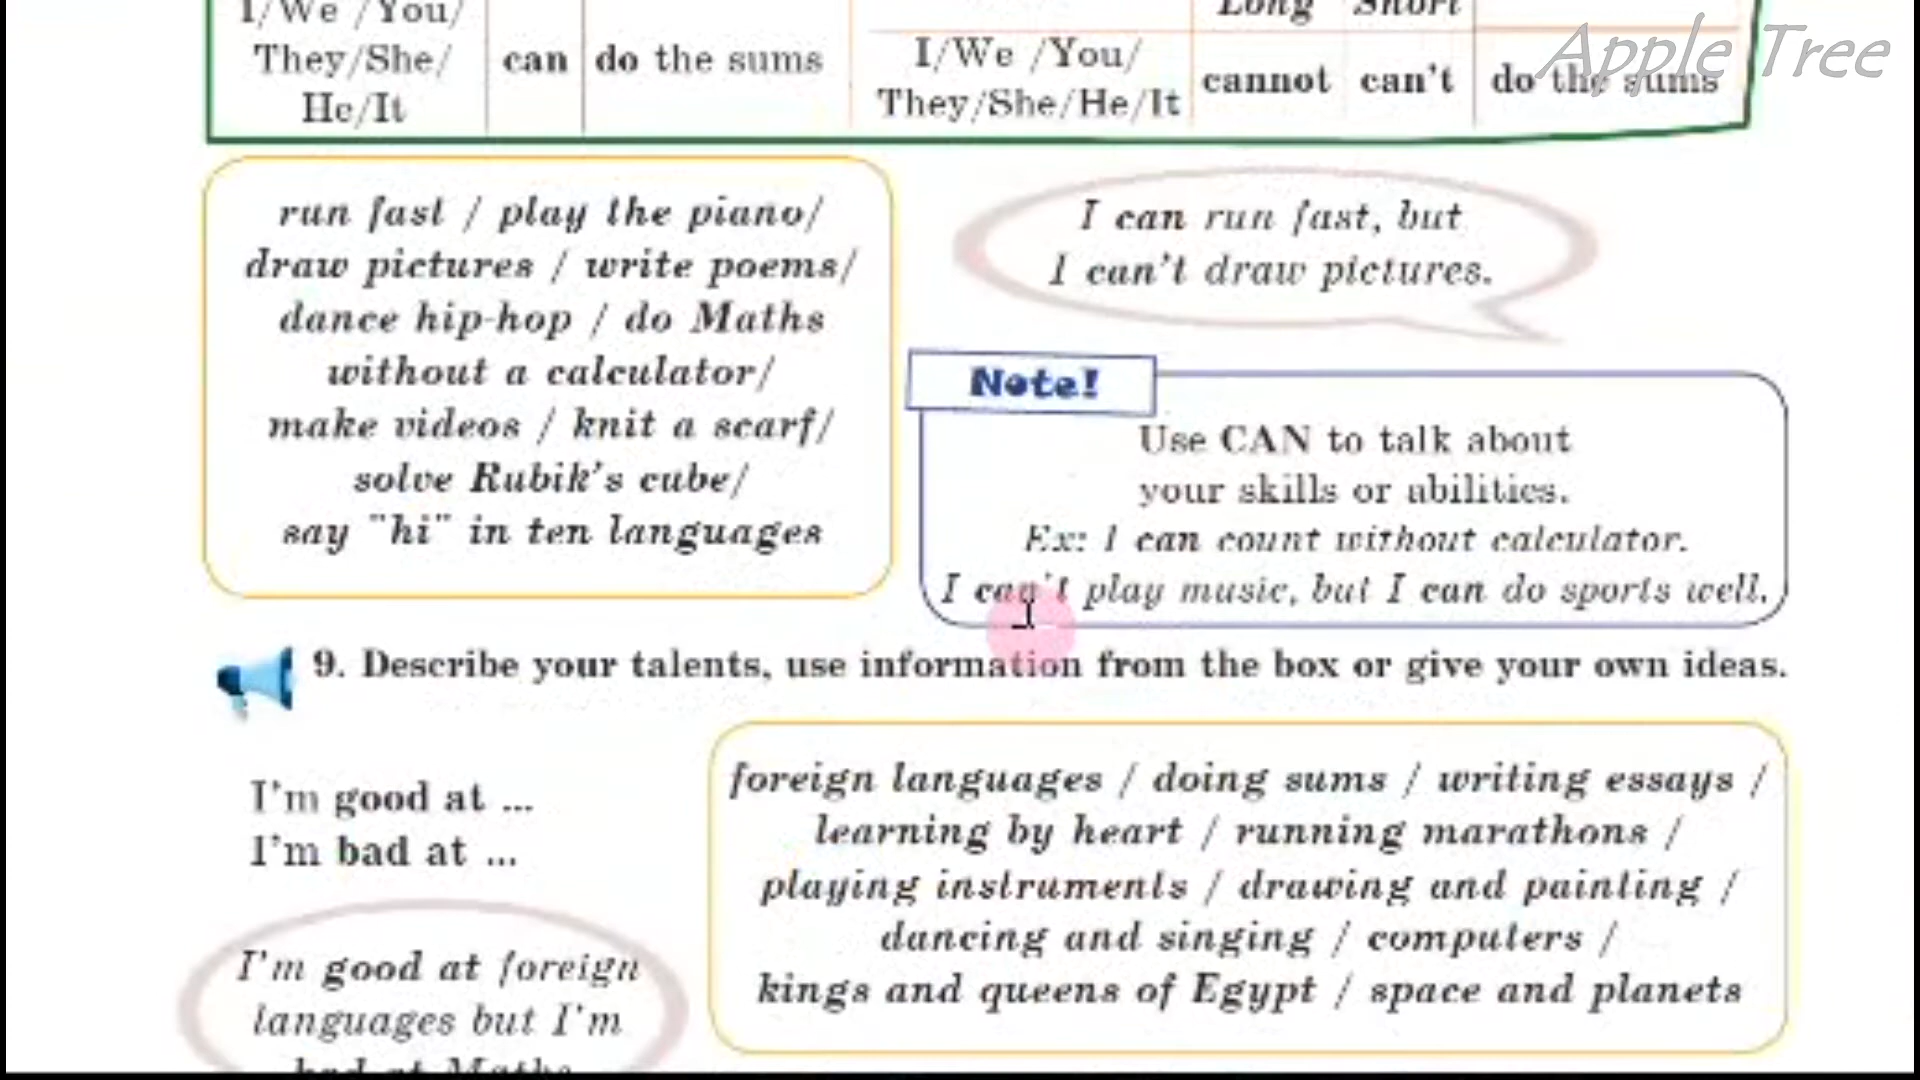 I/We /You/
They/She/
He/It
can
do the sums
Long Short
I/We /You/
They/She/He/It
cannot
can't
do the sums
Apple Tree
run fast / play the piano/
draw pictures / write poems/
dance hip-hop / do Maths
without a calculator/
make videos / knit a scarf/
solve Rubik's cube/
say "hi" in ten languages
I can run fast, but
I can't draw pictures.
Note!
Use CAN to talk about
your skills or abilities.
Ex: I can count without calculator.
I can't play music, but I can do sports well.
9. Describe your talents, use information from the box or give your own ideas.
I'm good at ...
I'm bad at ...
foreign languages / doing sums / writing essays /
learning by heart / running marathons /
playing instruments / drawing and painting /
dancing and singing / computers /
kings and queens of Egypt / space and planets
I'm good at foreign
languages but I'm
bad at Maths